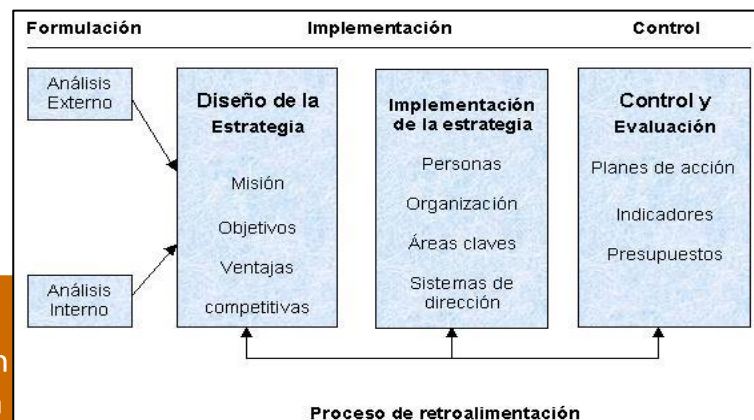 Formulación Implementación Control
Análisis
Externo
Análisis
Interno
Diseño de la
Estrategia
Misión
Objetivos
Ventajas
competitivas
Implementación
de la estrategia
Personas
Organización
Áreas claves
Sistemas de
dirección
Control y
Evaluación
Planes de acción
Indicadores
Presupuestos
Proceso de retroalimentación